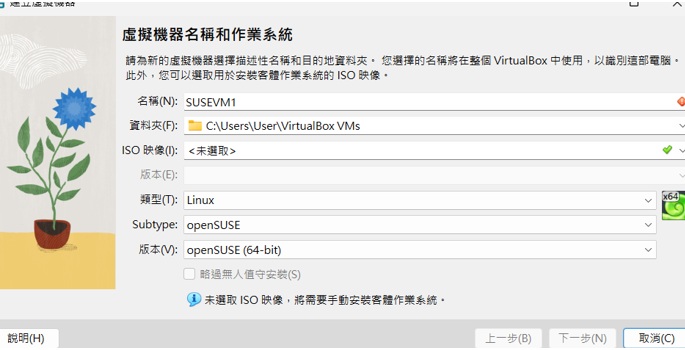 建立虛擬機器
虛擬機器名稱和作業系統
請為新的虛擬機器選擇描述性名稱和目的地資料夾。 您選擇的名稱將在整個 VirtualBox 中使用，以識別這部電腦。
此外，您可以選取用於安裝客體作業系統的 ISO 映像。
名稱(N): SUSEVM1
資料夾(F): C:\Users\User\VirtualBox VMs
ISO 映像(I): <未選取>
版本(E):
類型(T): Linux
x64
Subtype: openSUSE
版本(V): openSUSE (64-bit)
略過無人值守安裝(S)
未選取 ISO 映像，將需要手動安裝客體作業系統。
說明(H) 上一步(B) 下一步(N) 取消(C)